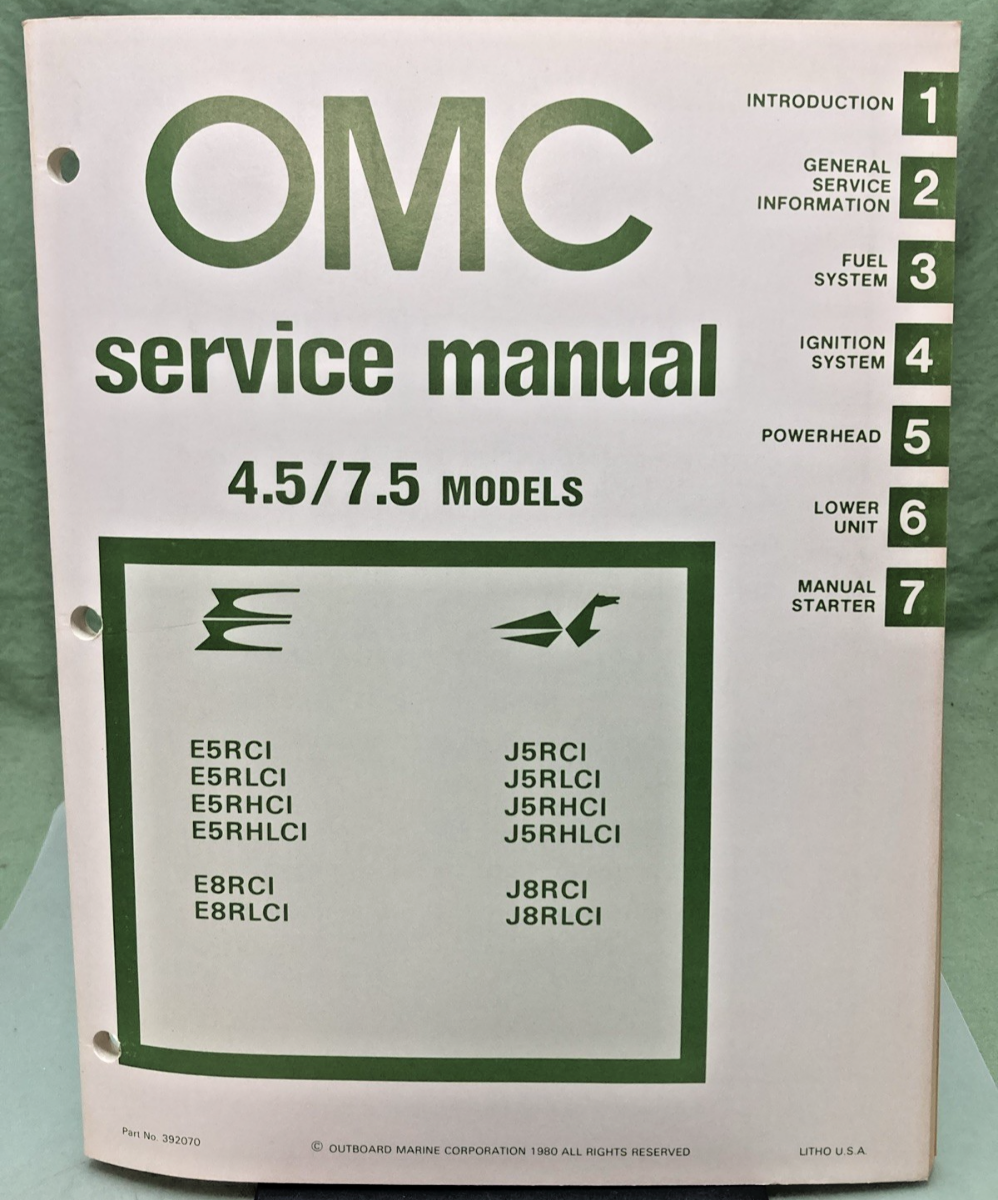 OMC
service manual
4.5/7.5 MODELS
E5RCI
E5RLCI
E5RHCI
E5RHLCI
E8RCI
E8RLCI
J5RCI
J5RLCI
J5RHCI
J5RHLCI
J8RCI
J8RLCI
INTRODUCTION 1
GENERAL
SERVICE
INFORMATION 2
FUEL
SYSTEM 3
IGNITION
SYSTEM 4
POWERHEAD 5
LOWER
UNIT 6
MANUAL
STARTER 7
Part No. 392070
© OUTBOARD MARINE CORPORATION 1980 ALL RIGHTS RESERVED
LITHO U.S.A.